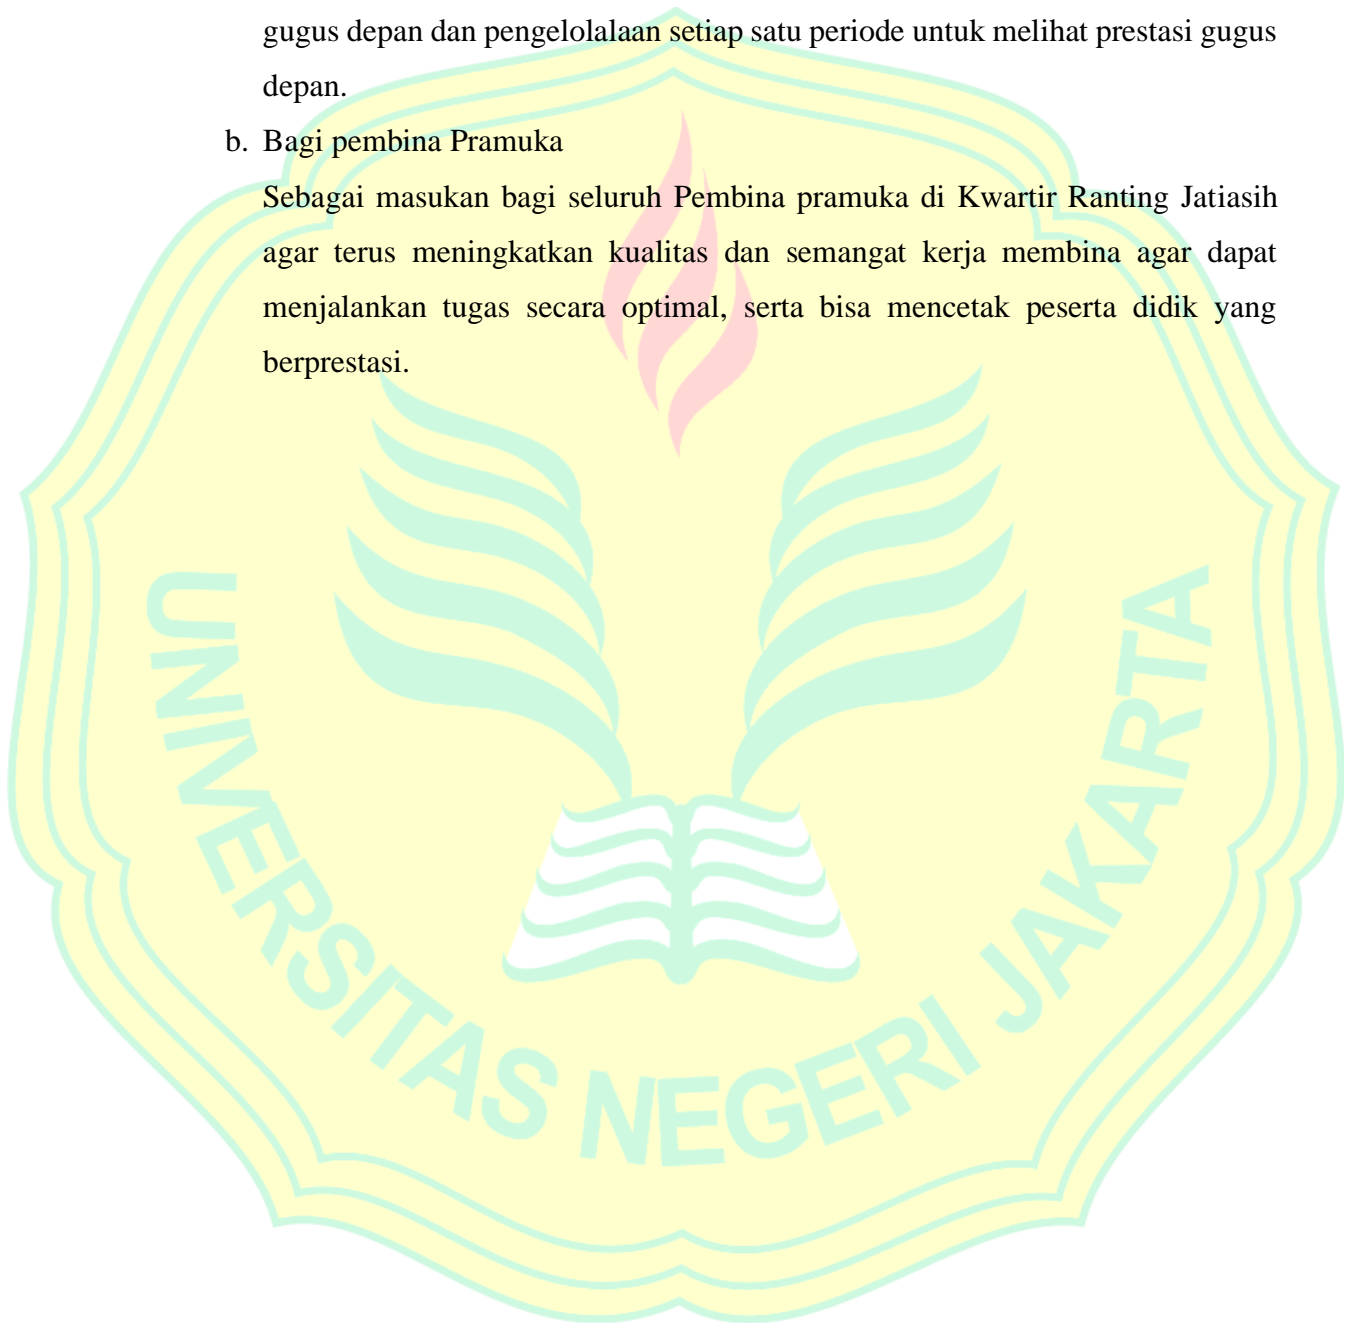 gugus depan dan pengelolalaan setiap satu periode untuk melihat prestasi gugus
depan.
b. Bagi pembina Pramuka
Sebagai masukan bagi seluruh Pembina pramuka di Kwartir Ranting Jatiasih
agar terus meningkatkan kualitas dan semangat kerja membina agar dapat
menjalankan tugas secara optimal, serta bisa mencetak peserta didik yang
berprestasi.
UNIVERSITAS NEGERI JAKARTA